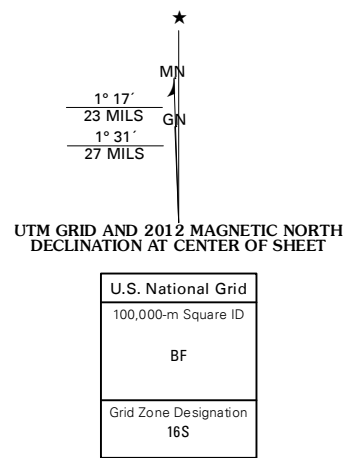 ★
MN
1° 17´
23 MILS
GN
1° 31´
27 MILS
UTM GRID AND 2012 MAGNETIC NORTH
DECLINATION AT CENTER OF SHEET
U.S. National Grid
100,000-m Square ID
BF
Grid Zone Designation
16S